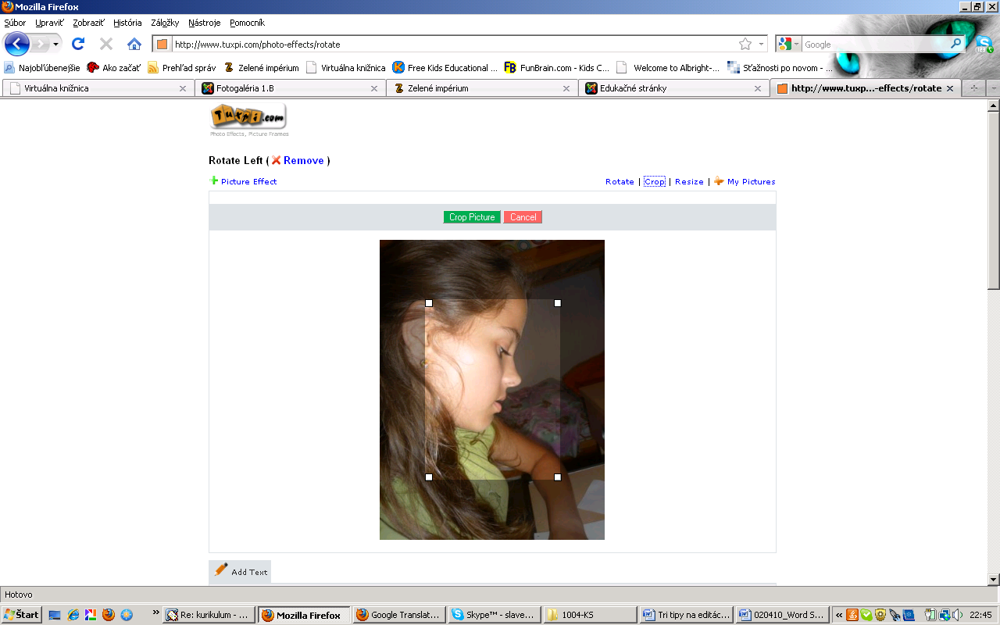 Mozilla Firefox
Súbor Upraviť Zobraziť História Záložky Nástroje Pomocník
http://www.tuxpi.com/photo-effects/rotate Google
Najobľúbenejšie Ako začať Prehľad správ Zelené impérium Virtuálna knižnica Free Kids Educational ... FunBrain.com - Kids C... Welcome to Albright-... Sťažnosti po novom - ...
Virtuálna knižnica Fotogaléria 1.B Zelené impérium Edukačné stránky http://www.tuxp...-effects/rotate
Tuxpi.com
Photo Effects, Picture Frames
Rotate Left ( Remove )
Picture Effect Rotate | Crop | Resize | My Pictures
Crop Picture Cancel
Add Text
Hotovo
Štart » Re: kurikulum - ... Mozilla Firefox Google Translat... Skype™ - slave... 1004-KS Tri tipy na editác... 020410_Word S... « 22:45